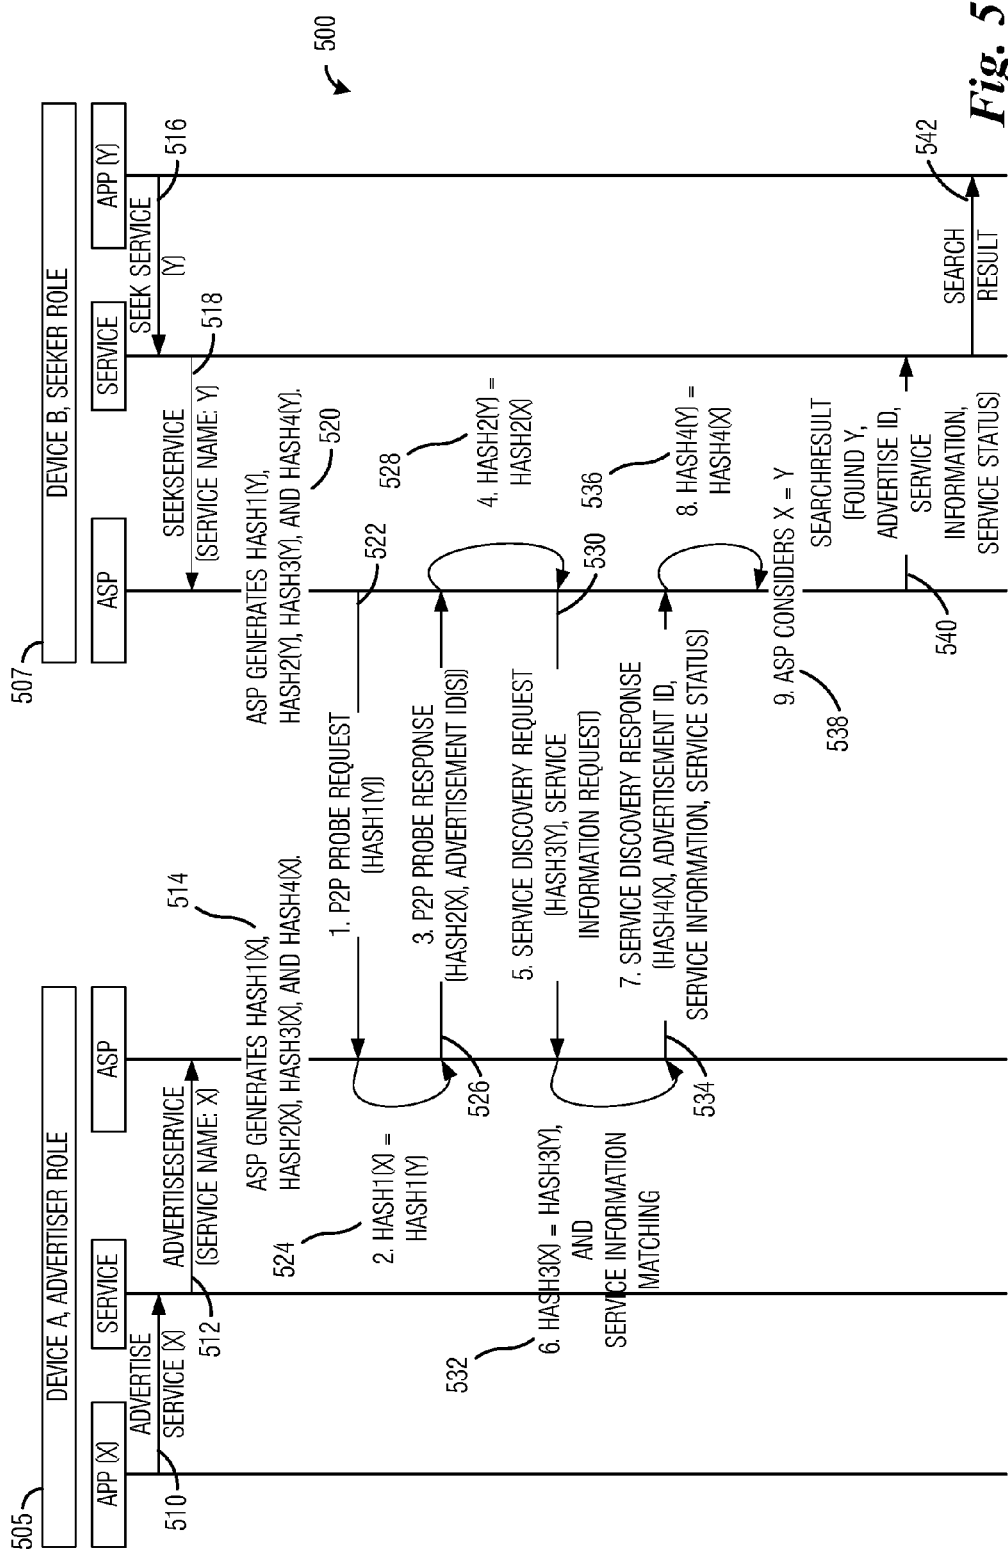 505
DEVICE A, ADVERTISER ROLE
507
DEVICE B, SEEKER ROLE
APP (X)
SERVICE
ASP
ASP
SERVICE
APP (Y)
500
ADVERTISE
SERVICE (X)
510
ADVERTISESERVICE
(SERVICE NAME: X)
512
SEEK SERVICE
(Y)
516
SEEKSERVICE
(SERVICE NAME: Y)
518
ASP GENERATES HASH1(X),
HASH2(X), HASH3(X), AND HASH4(X).
514
ASP GENERATES HASH1(Y),
HASH2(Y), HASH3(Y), AND HASH4(Y).
520
1. P2P PROBE REQUEST
(HASH1(Y))
522
524
2. HASH1(X) =
HASH1(Y)
3. P2P PROBE RESPONSE
(HASH2(X), ADVERTISEMENT ID(S))
526
528
4. HASH2(Y) =
HASH2(X)
5. SERVICE DISCOVERY REQUEST
(HASH3(Y), SERVICE
INFORMATION REQUEST)
530
532
6. HASH3(X) = HASH3(Y),
AND
SERVICE INFORMATION
MATCHING
7. SERVICE DISCOVERY RESPONSE
(HASH4(X), ADVERTISEMENT ID,
SERVICE INFORMATION, SERVICE STATUS)
534
536
8. HASH4(Y) =
HASH4(X)
9. ASP CONSIDERS X = Y
538
SEARCHRESULT
(FOUND Y,
ADVERTISE ID,
SERVICE
INFORMATION,
SERVICE STATUS)
540
SEARCH
RESULT
542
Fig. 5